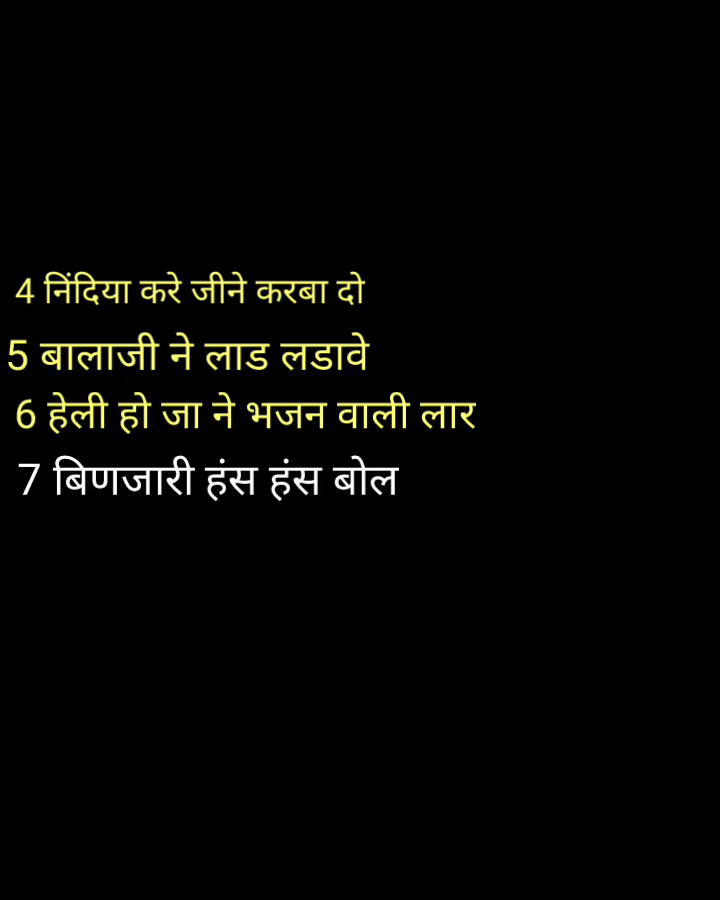 4 निंदिया करे जीने करबा दो
5 बालाजी ने लाड लडावे
6 हेली हो जा ने भजन वाली लार
7 बिणजारी हंस हंस बोल